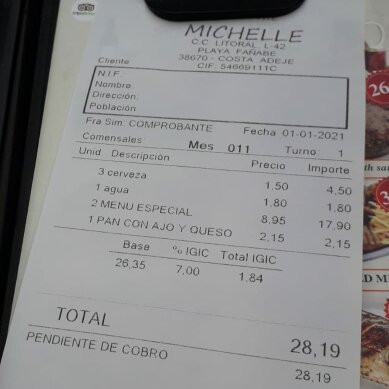 MICHELLE
C.C. LITORAL L-42
PLAYA FAÑABE
38670 - COSTA ADEJE
CIF: 54669111C
Cliente
N.I.F.
Nombre:
Dirección:
Población:
Fra Sim: COMPROBANTE Fecha 01-01-2021
Comensales: Mes 011 Turno: 1
Unid Descripción Precio Importe
3 cerveza 1,50 4,50
1 agua 1,80 1,80
2 MENU ESPECIAL 8,95 17,90
1 PAN CON AJO Y QUESO 2,15 2,15
Base % IGIC Total IGIC
26,35 7,00 1,84
TOTAL 28,19
PENDIENTE DE COBRO 28,19
26